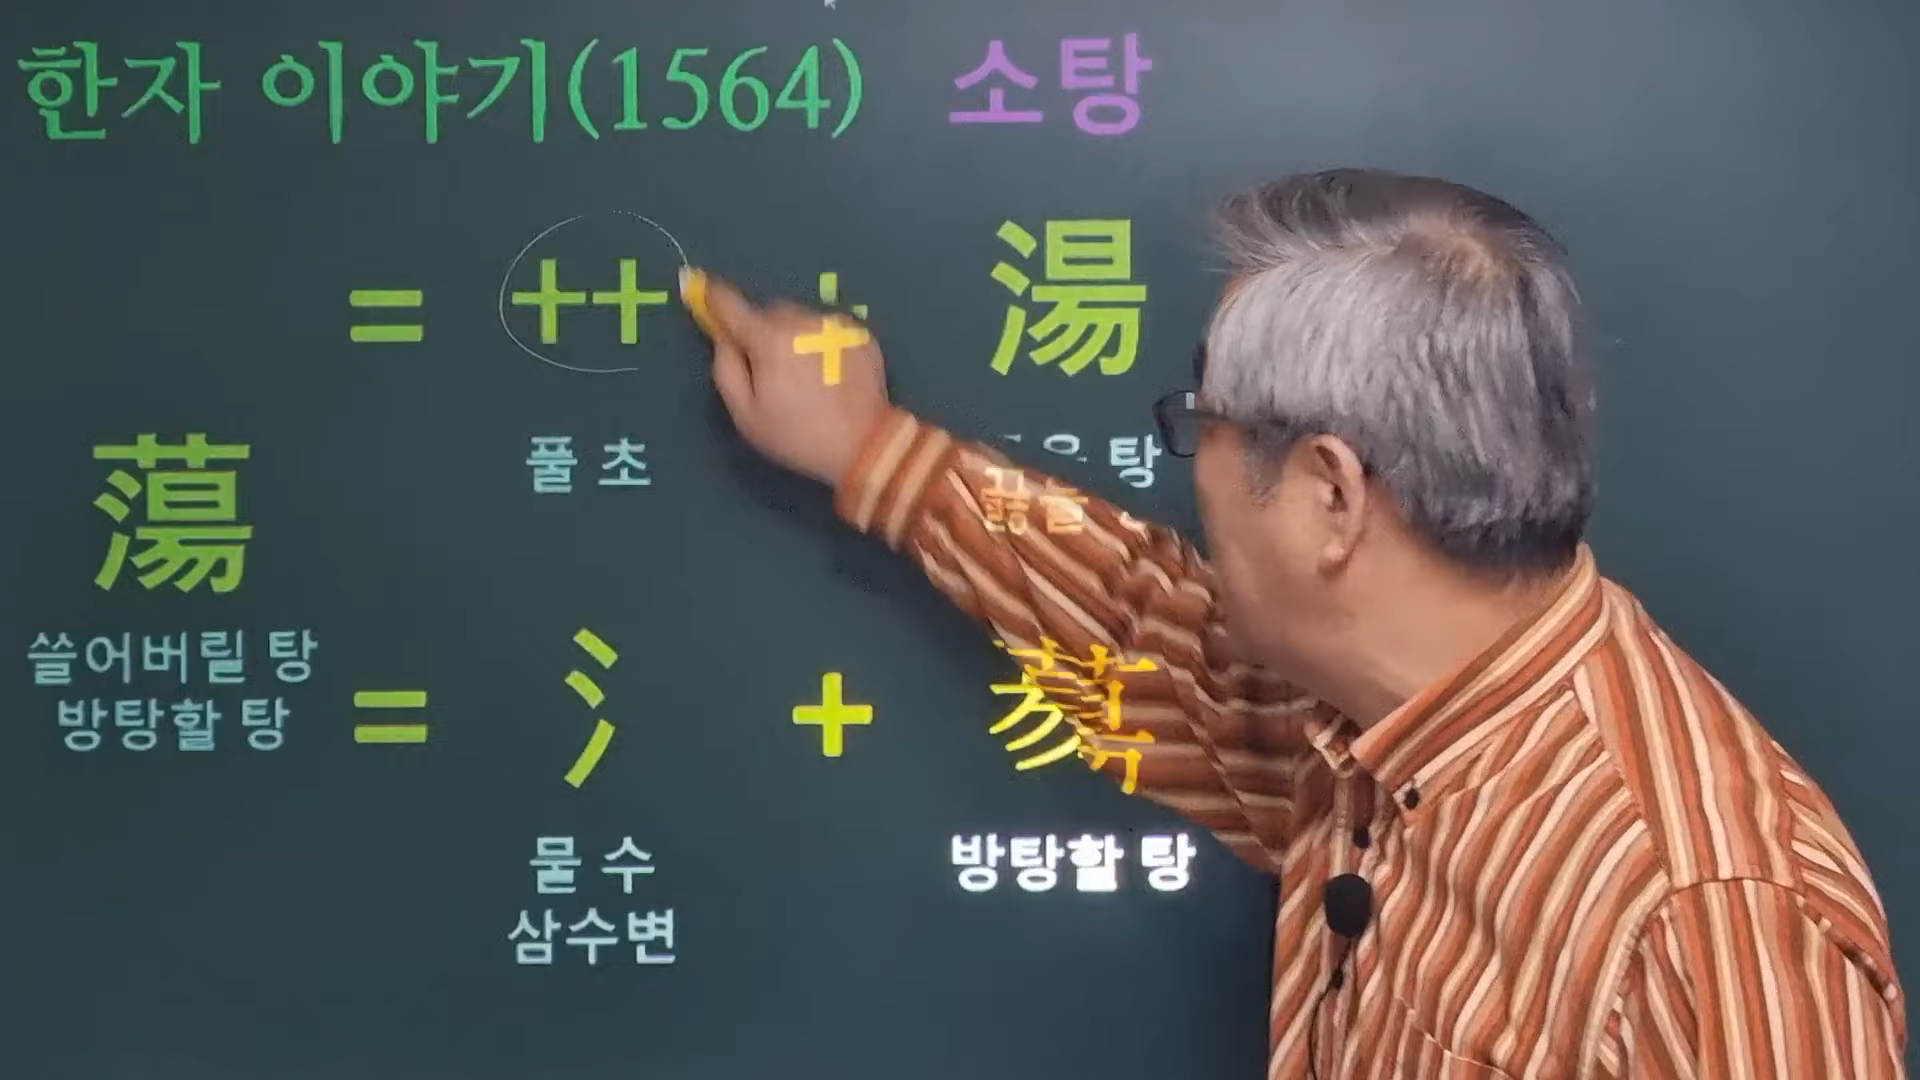 한자 이야기(1564) 소탕
= ++ + 湯
풀 초 탕
蕩
쓸어버릴 탕
방탕할 탕
= 氵 +
물 수 방탕할 탕
삼수변